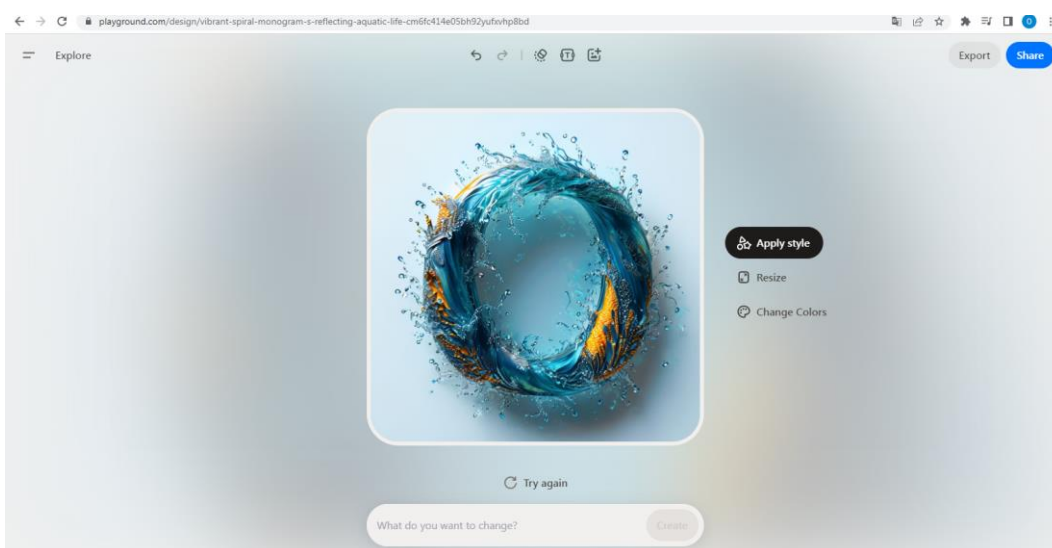 playground.com/design/vibrant-spiral-monogram-s-reflecting-aquatic-life-cm6fc414e05bh92yufxvhp8bd
O
Explore
T
Export
Share
Apply style
Resize
Change Colors
Try again
What do you want to change?
Create